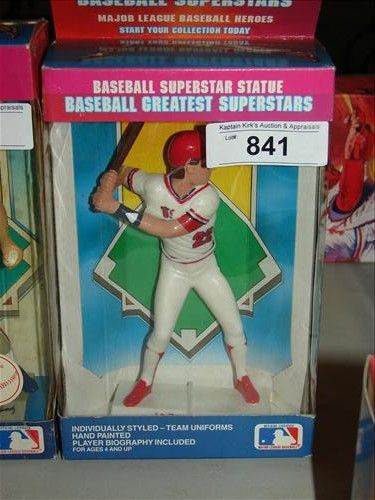 BASEBALL SUPERSTARS
MAJOR LEAGUE BASEBALL HEROES
START YOUR COLLECTION TODAY
BASEBALL SUPERSTAR STATUE
BASEBALL GREATEST SUPERSTARS
Kaptain Kirk's Auction & Appraisals
Lot#
841
INDIVIDUALLY STYLED – TEAM UNIFORMS
HAND PAINTED
PLAYER BIOGRAPHY INCLUDED
FOR AGES 4 AND UP